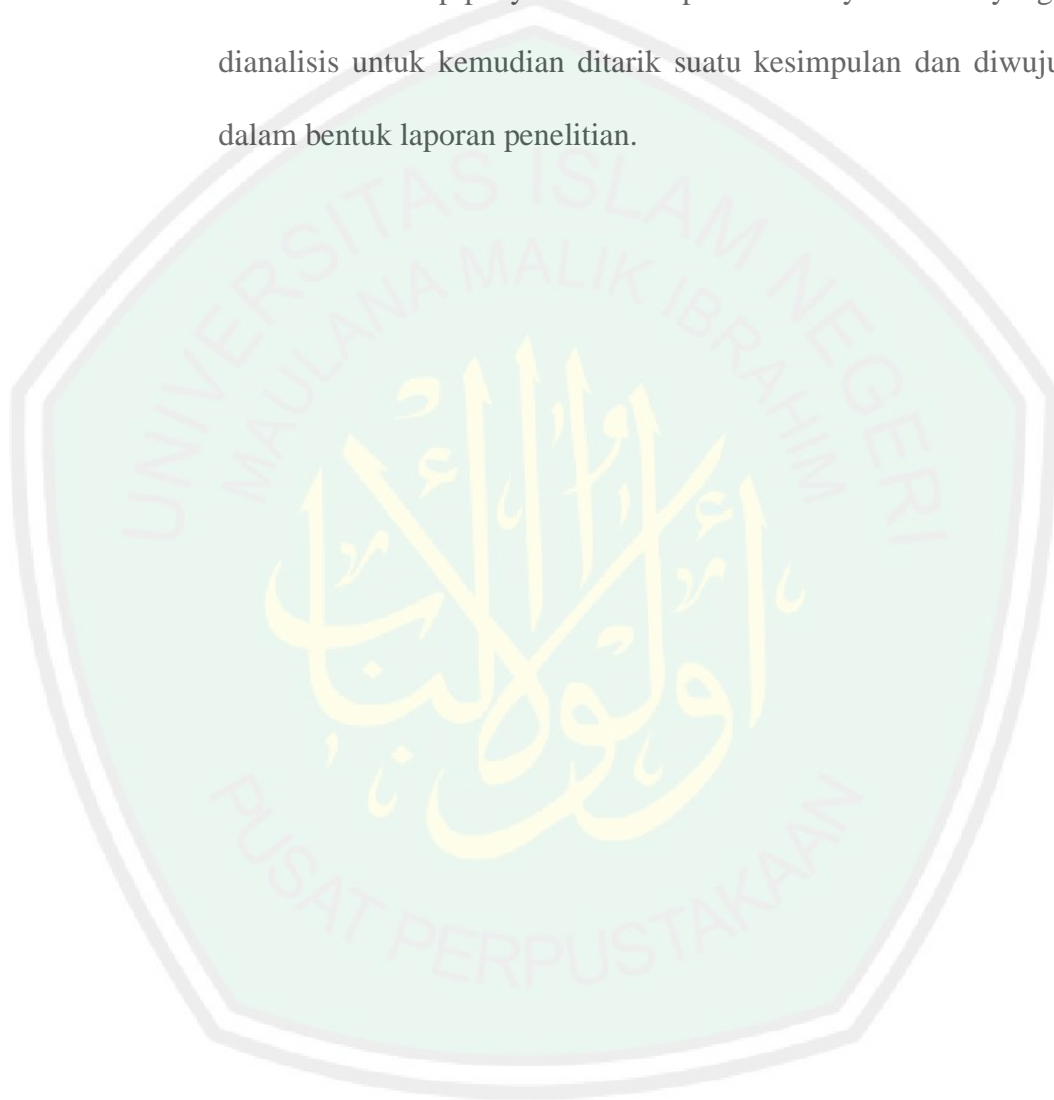 dianalisis untuk kemudian ditarik suatu kesimpulan dan diwuju
dalam bentuk laporan penelitian.
UNIVERSITAS ISLAM NEGERI
MAULANA MALIK IBRAHIM
أولوا الألباب
PUSAT PERPUSTAKAAN